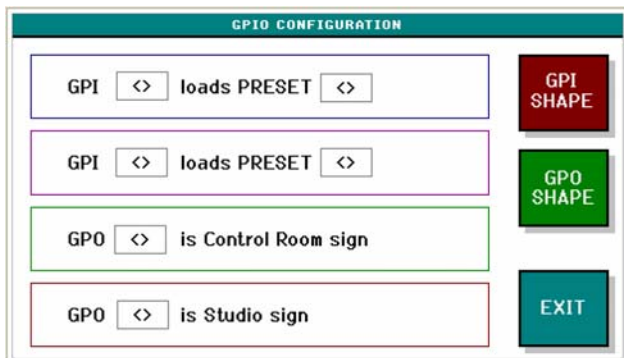 GPIO CONFIGURATION
GPI <> loads PRESET <>
GPI <> loads PRESET <>
GPO <> is Control Room sign
GPO <> is Studio sign
GPI
SHAPE
GPO
SHAPE
EXIT